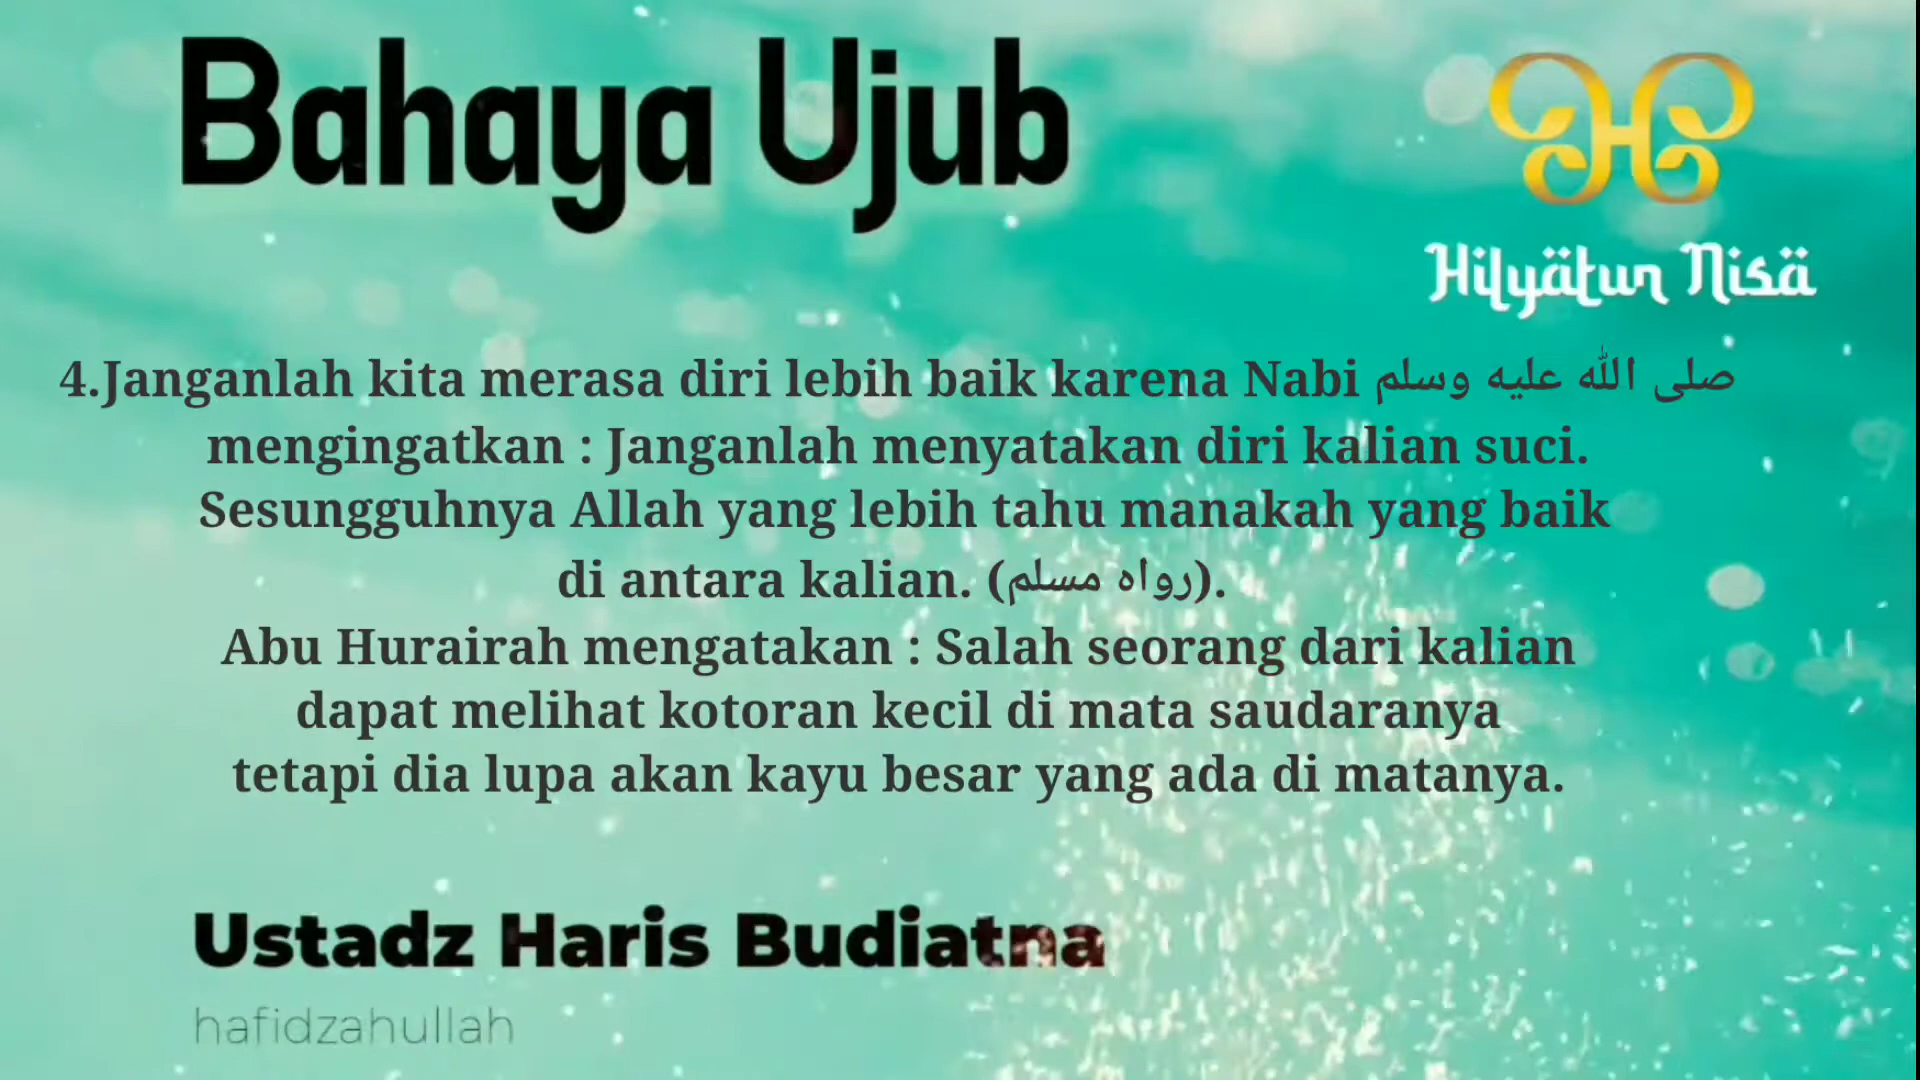 Bahaya Ujub
Hilyätun Nisä
4.Janganlah kita merasa diri lebih baik karena Nabi صلى الله عليه وسلم
mengingatkan : Janganlah menyatakan diri kalian suci.
Sesungguhnya Allah yang lebih tahu manakah yang baik
di antara kalian. (رواه مسلم).
Abu Hurairah mengatakan : Salah seorang dari kalian
dapat melihat kotoran kecil di mata saudaranya
tetapi dia lupa akan kayu besar yang ada di matanya.
Ustadz Haris Budiatna
hafidzahullah